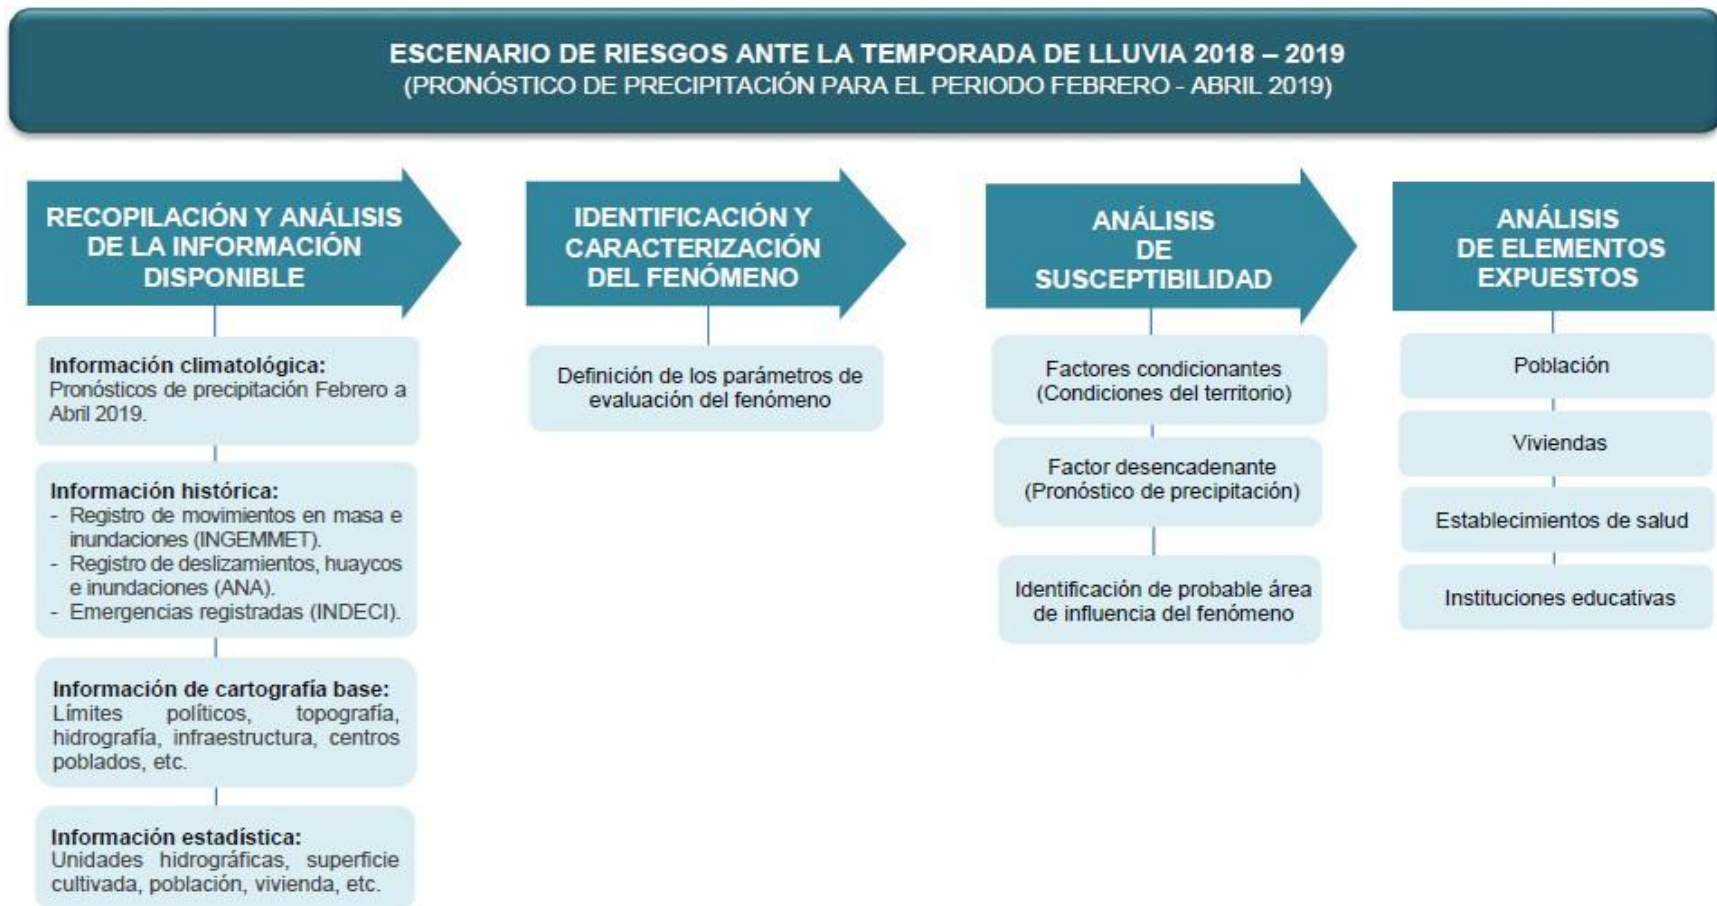 ESCENARIO DE RIESGOS ANTE LA TEMPORADA DE LLUVIA 2018 – 2019
(PRONÓSTICO DE PRECIPITACIÓN PARA EL PERIODO FEBRERO - ABRIL 2019)
RECOPILACIÓN Y ANÁLISIS
DE LA INFORMACIÓN
DISPONIBLE
Información climatológica:
Pronósticos de precipitación Febrero a
Abril 2019.
Información histórica:
- Registro de movimientos en masa e
inundaciones (INGEMMET).
- Registro de deslizamientos, huaycos
e inundaciones (ANA).
- Emergencias registradas (INDECI).
Información de cartografía base:
Límites políticos, topografía,
hidrografía, infraestructura, centros
poblados, etc.
Información estadística:
Unidades hidrográficas, superficie
cultivada, población, vivienda, etc.
IDENTIFICACIÓN Y
CARACTERIZACIÓN
DEL FENÓMENO
Definición de los parámetros de
evaluación del fenómeno
ANÁLISIS
DE
SUSCEPTIBILIDAD
Factores condicionantes
(Condiciones del territorio)
Factor desencadenante
(Pronóstico de precipitación)
Identificación de probable área
de influencia del fenómeno
ANÁLISIS
DE ELEMENTOS
EXPUESTOS
Población
Viviendas
Establecimientos de salud
Instituciones educativas